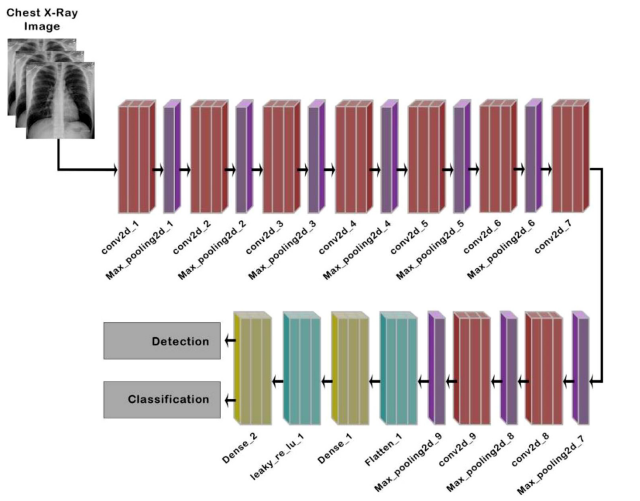 Chest X-Ray
Image
conv2d_1
Max_pooling2d_1
conv2d_2
Max_pooling2d_2
conv2d_3
Max_pooling2d_3
conv2d_4
Max_pooling2d_4
conv2d_5
Max_pooling2d_5
conv2d_6
Max_pooling2d_6
conv2d_7
Detection
Classification
Dense_2
leaky_re_lu_1
Dense_1
Flatten_1
Max_pooling2d_9
conv2d_9
Max_pooling2d_8
conv2d_8
Max_pooling2d_7